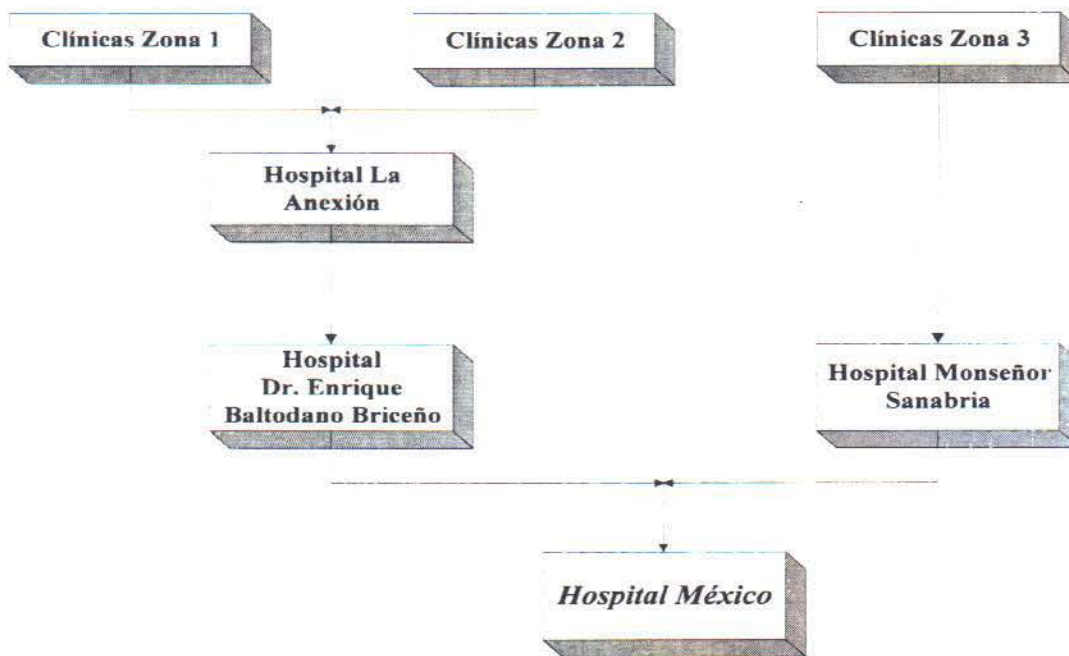 Clínicas Zona 1
Clínicas Zona 2
Clínicas Zona 3
Hospital La
Anexión
Hospital
Dr. Enrique
Baltodano Briceño
Hospital Monseñor
Sanabria
Hospital México